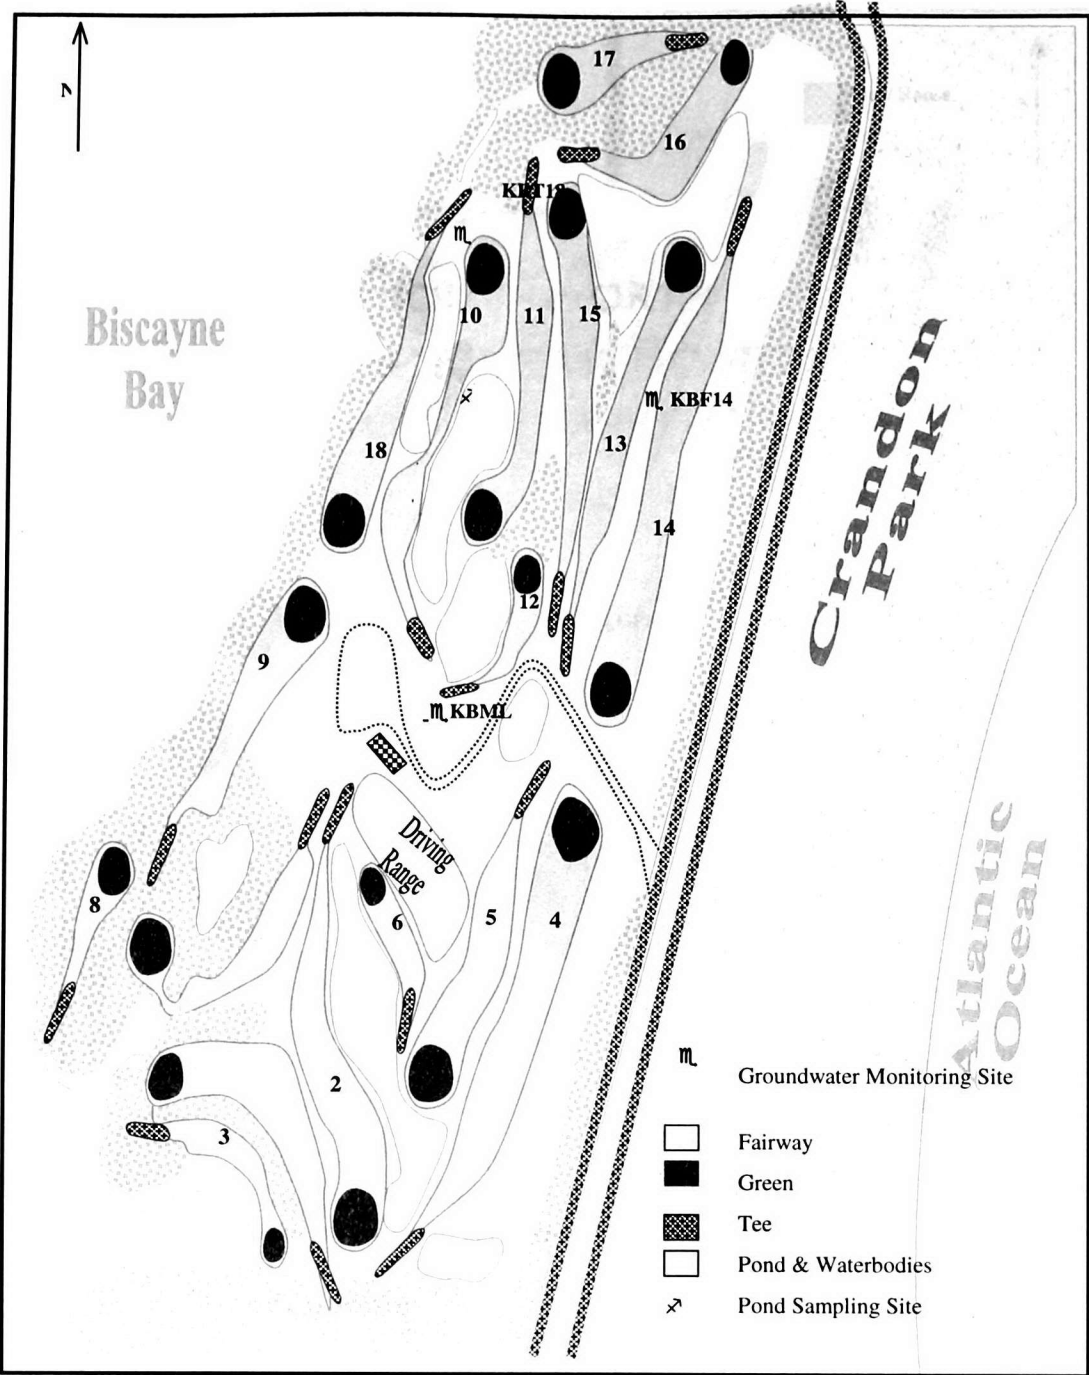 N
17
16
KBT18
Biscayne
Bay
10
11
15
KBF14
18
13
14
12
9
KBML
Driving
Range
8
6
5
4
2
3
Crandon
Park
Atlantic
Ocean
Groundwater Monitoring Site
Fairway
Green
Tee
Pond & Waterbodies
Pond Sampling Site